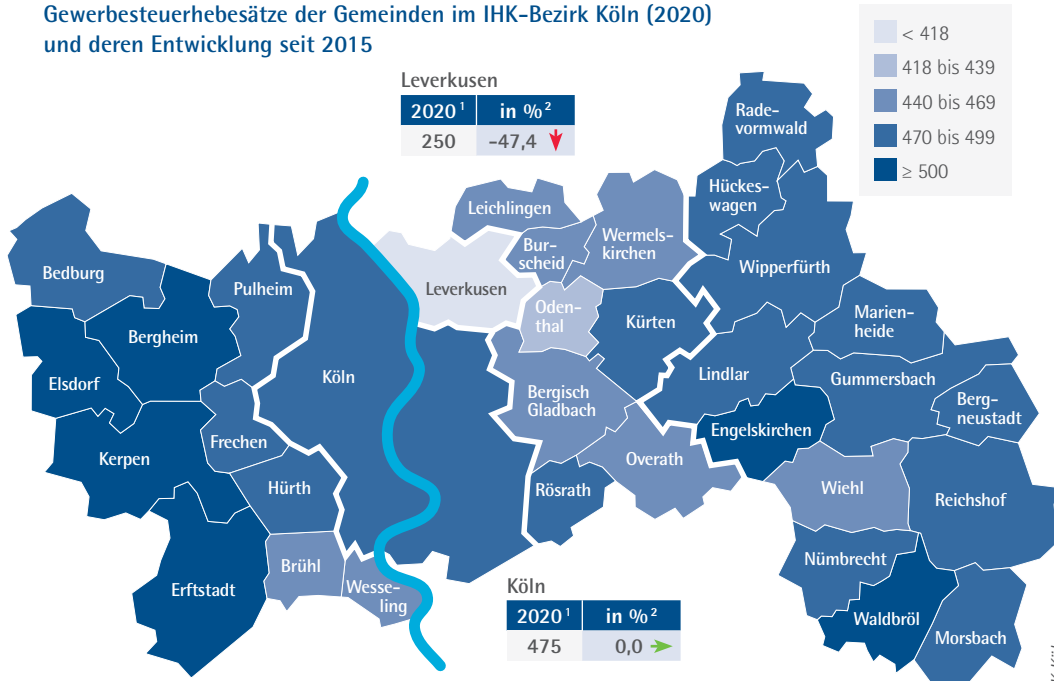 Gewerbesteuerhebesätze der Gemeinden im IHK-Bezirk Köln (2020)
und deren Entwicklung seit 2015
< 418
418 bis 439
440 bis 469
470 bis 499
≥ 500
Leverkusen
2020 ¹ in % ²
250 -47,4
Rade-
vormwald
Hückes-
wagen
Leichlingen
Wermels-
kirchen
Bur-
scheid
Wipperfürth
Bedburg
Pulheim
Leverkusen
Oden-
thal
Kürten
Marien-
heide
Bergheim
Elsdorf
Köln
Lindlar
Gummersbach
Bergisch
Gladbach
Berg-
neustadt
Engelskirchen
Frechen
Kerpen
Overath
Hürth
Rösrath
Wiehl
Reichshof
Brühl
Nümbrecht
Erftstadt
Wesse-
ling
Köln
2020 ¹ in % ²
475 0,0
Waldbröl
Morsbach